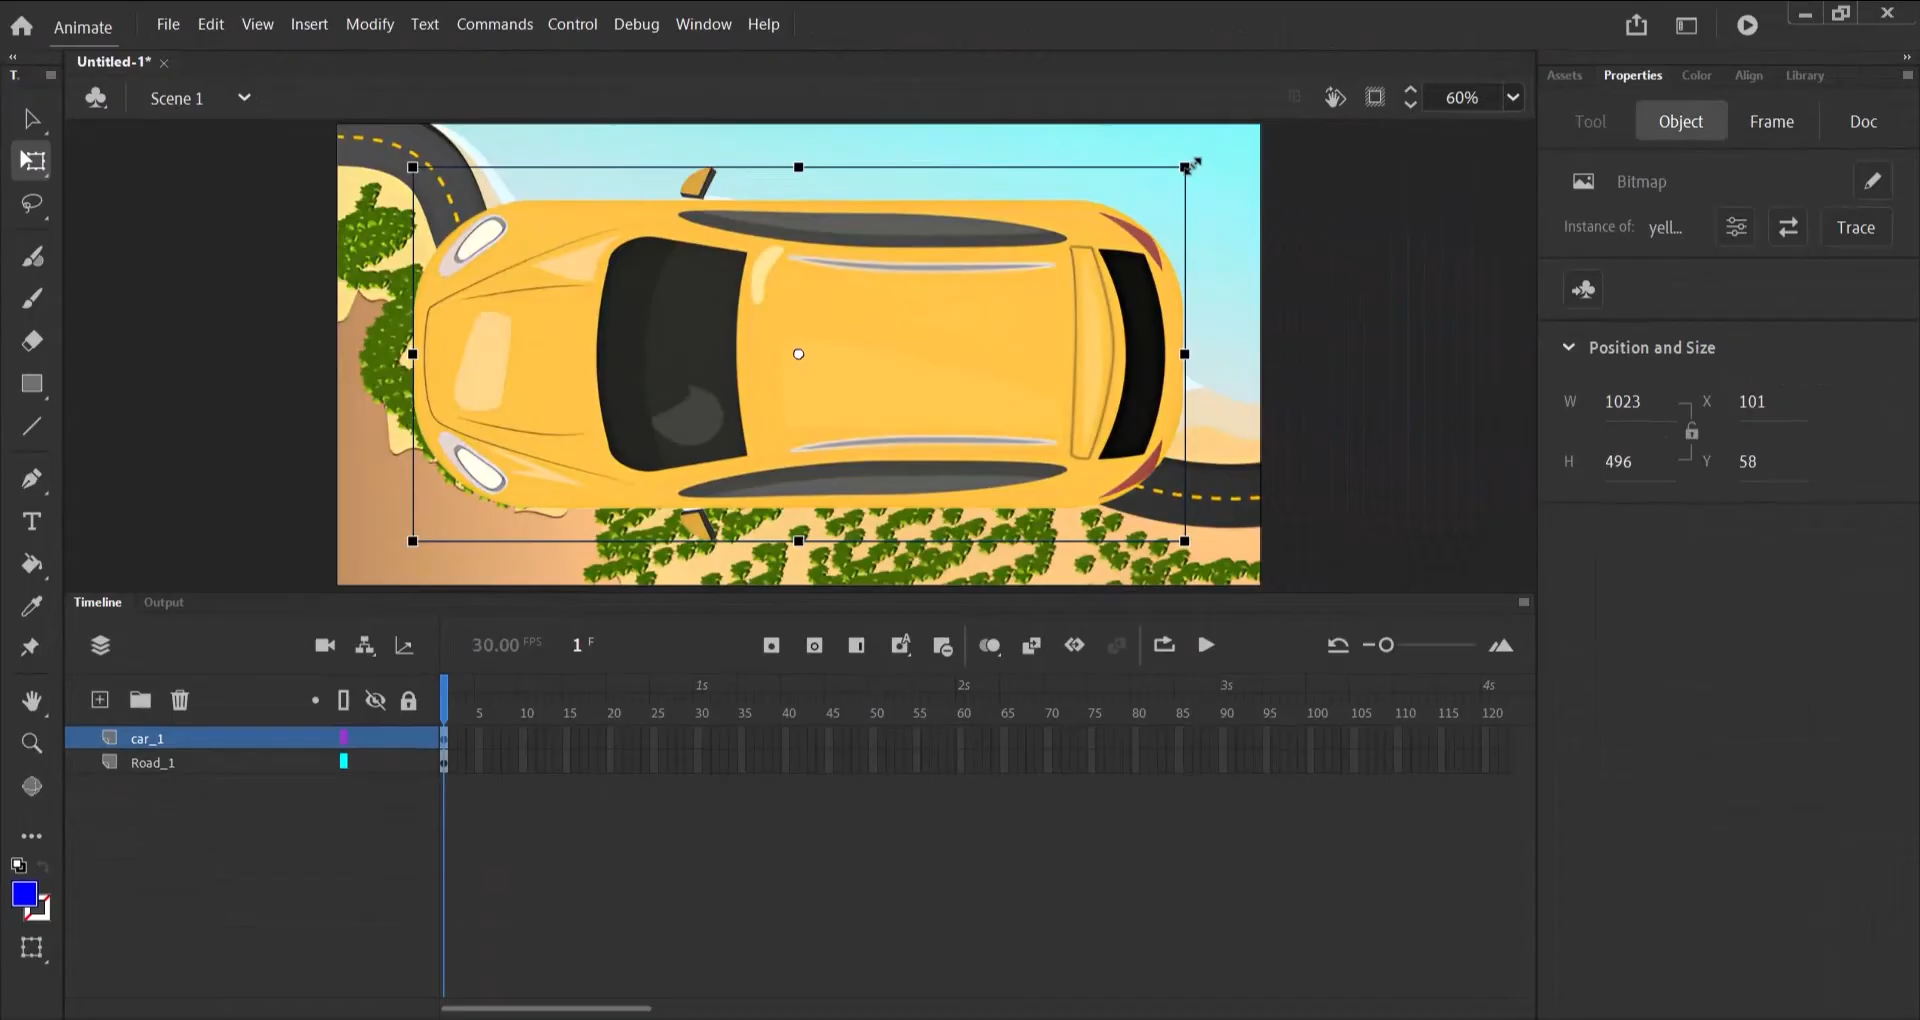 Animate File Edit View Insert Modify Text Commands Control Debug Window Help
T. Untitled-1*
Assets Properties Color Align Library
Scene 1 60%
Tool Object Frame Doc
Bitmap
Instance of: yell... Trace
Position and Size
W 1023 X 101
H 496 Y 58
Timeline Output
30.00 FPS 1 F
1s 2s 3s 4s
5 10 15 20 25 30 35 40 45 50 55 60 65 70 75 80 85 90 95 100 105 110 115 120
car_1
Road_1